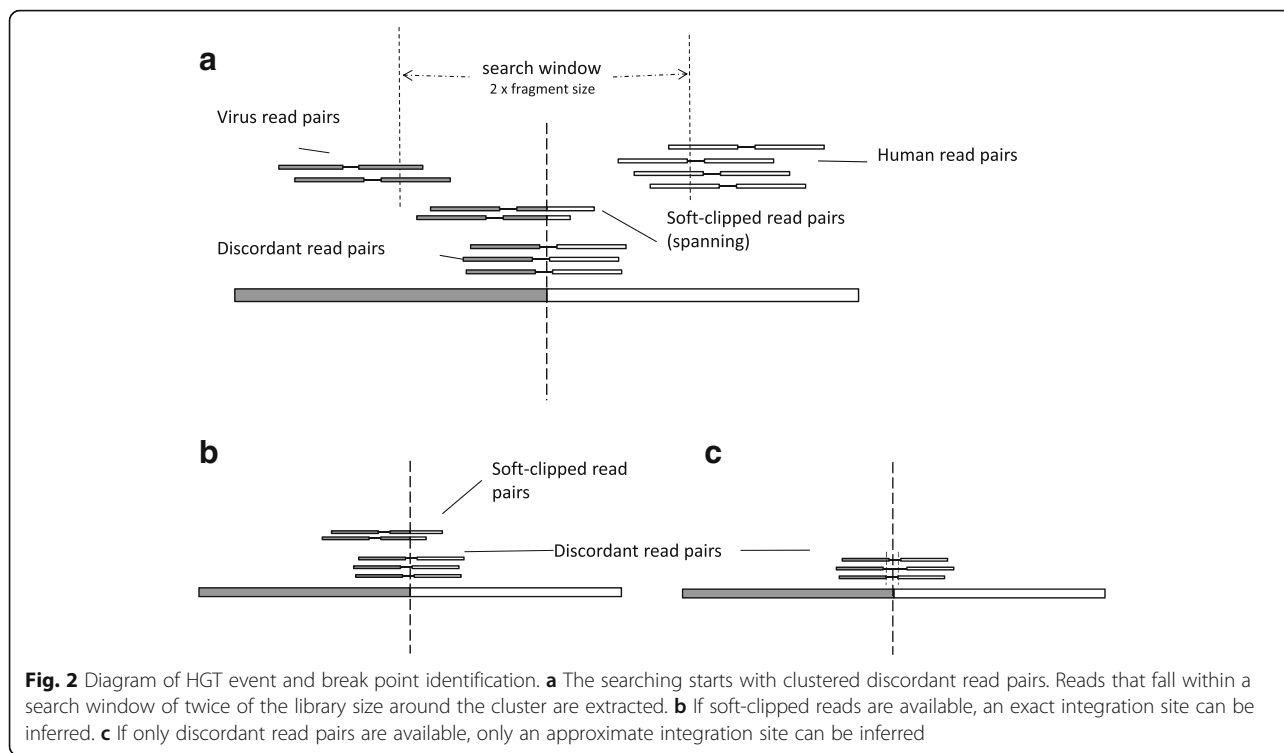 a
search window
2 x fragment size
Virus read pairs
Human read pairs
Soft-clipped read pairs
(spanning)
Discordant read pairs
b
c
Soft-clipped read
pairs
Discordant read pairs
Fig. 2 Diagram of HGT event and break point identification. a The searching starts with clustered discordant read pairs. Reads that fall within a
search window of twice of the library size around the cluster are extracted. b If soft-clipped reads are available, an exact integration site can be
inferred. c If only discordant read pairs are available, only an approximate integration site can be inferred